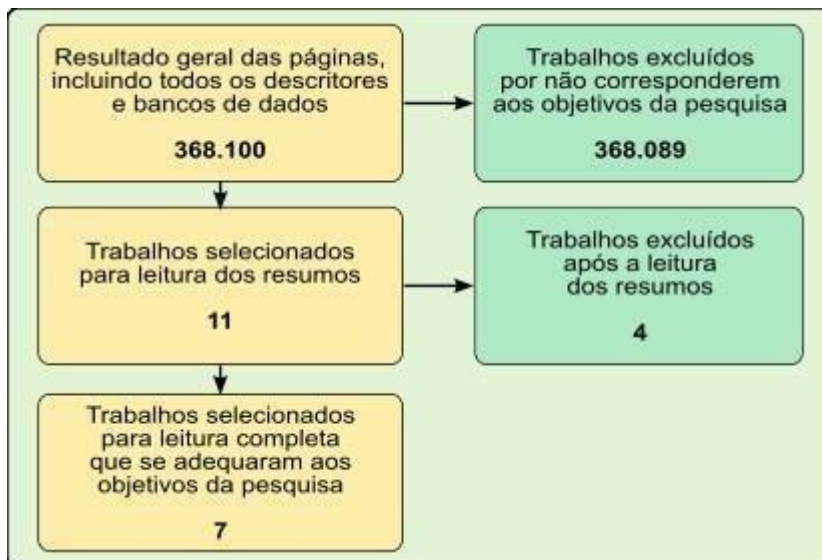 Resultado geral das páginas,
incluindo todos os descritores
e bancos de dados
368.100
Trabalhos excluídos
por não corresponderem
aos objetivos da pesquisa
368.089
Trabalhos selecionados
para leitura dos resumos
11
Trabalhos excluídos
após a leitura
dos resumos
4
Trabalhos selecionados
para leitura completa
que se adequaram aos
objetivos da pesquisa
7